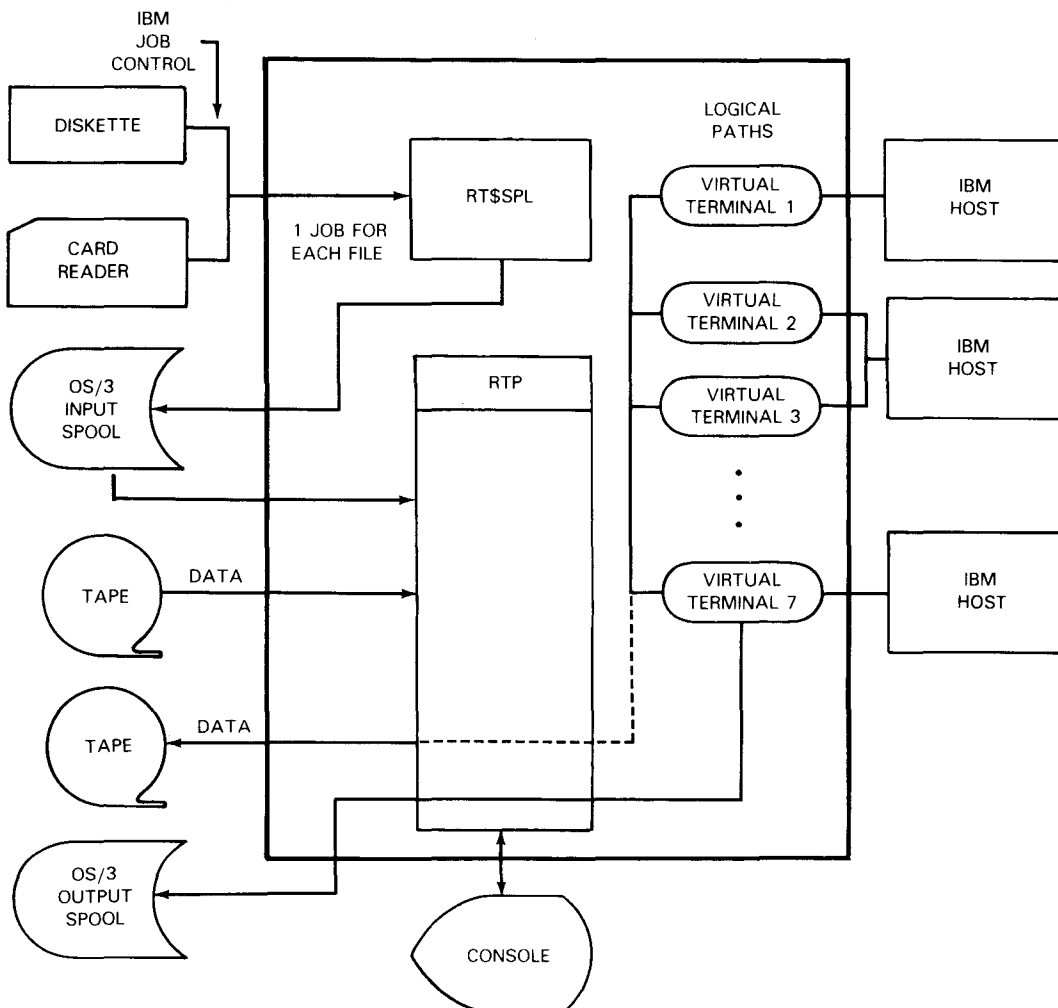 IBM
JOB
CONTROL
DISKETTE
CARD
READER
1 JOB FOR
EACH FILE
RT$SPL
LOGICAL
PATHS
VIRTUAL
TERMINAL 1
IBM
HOST
VIRTUAL
TERMINAL 2
VIRTUAL
TERMINAL 3
IBM
HOST
OS/3
INPUT
SPOOL
RTP
TAPE
DATA
VIRTUAL
TERMINAL 7
IBM
HOST
TAPE
DATA
OS/3
OUTPUT
SPOOL
CONSOLE